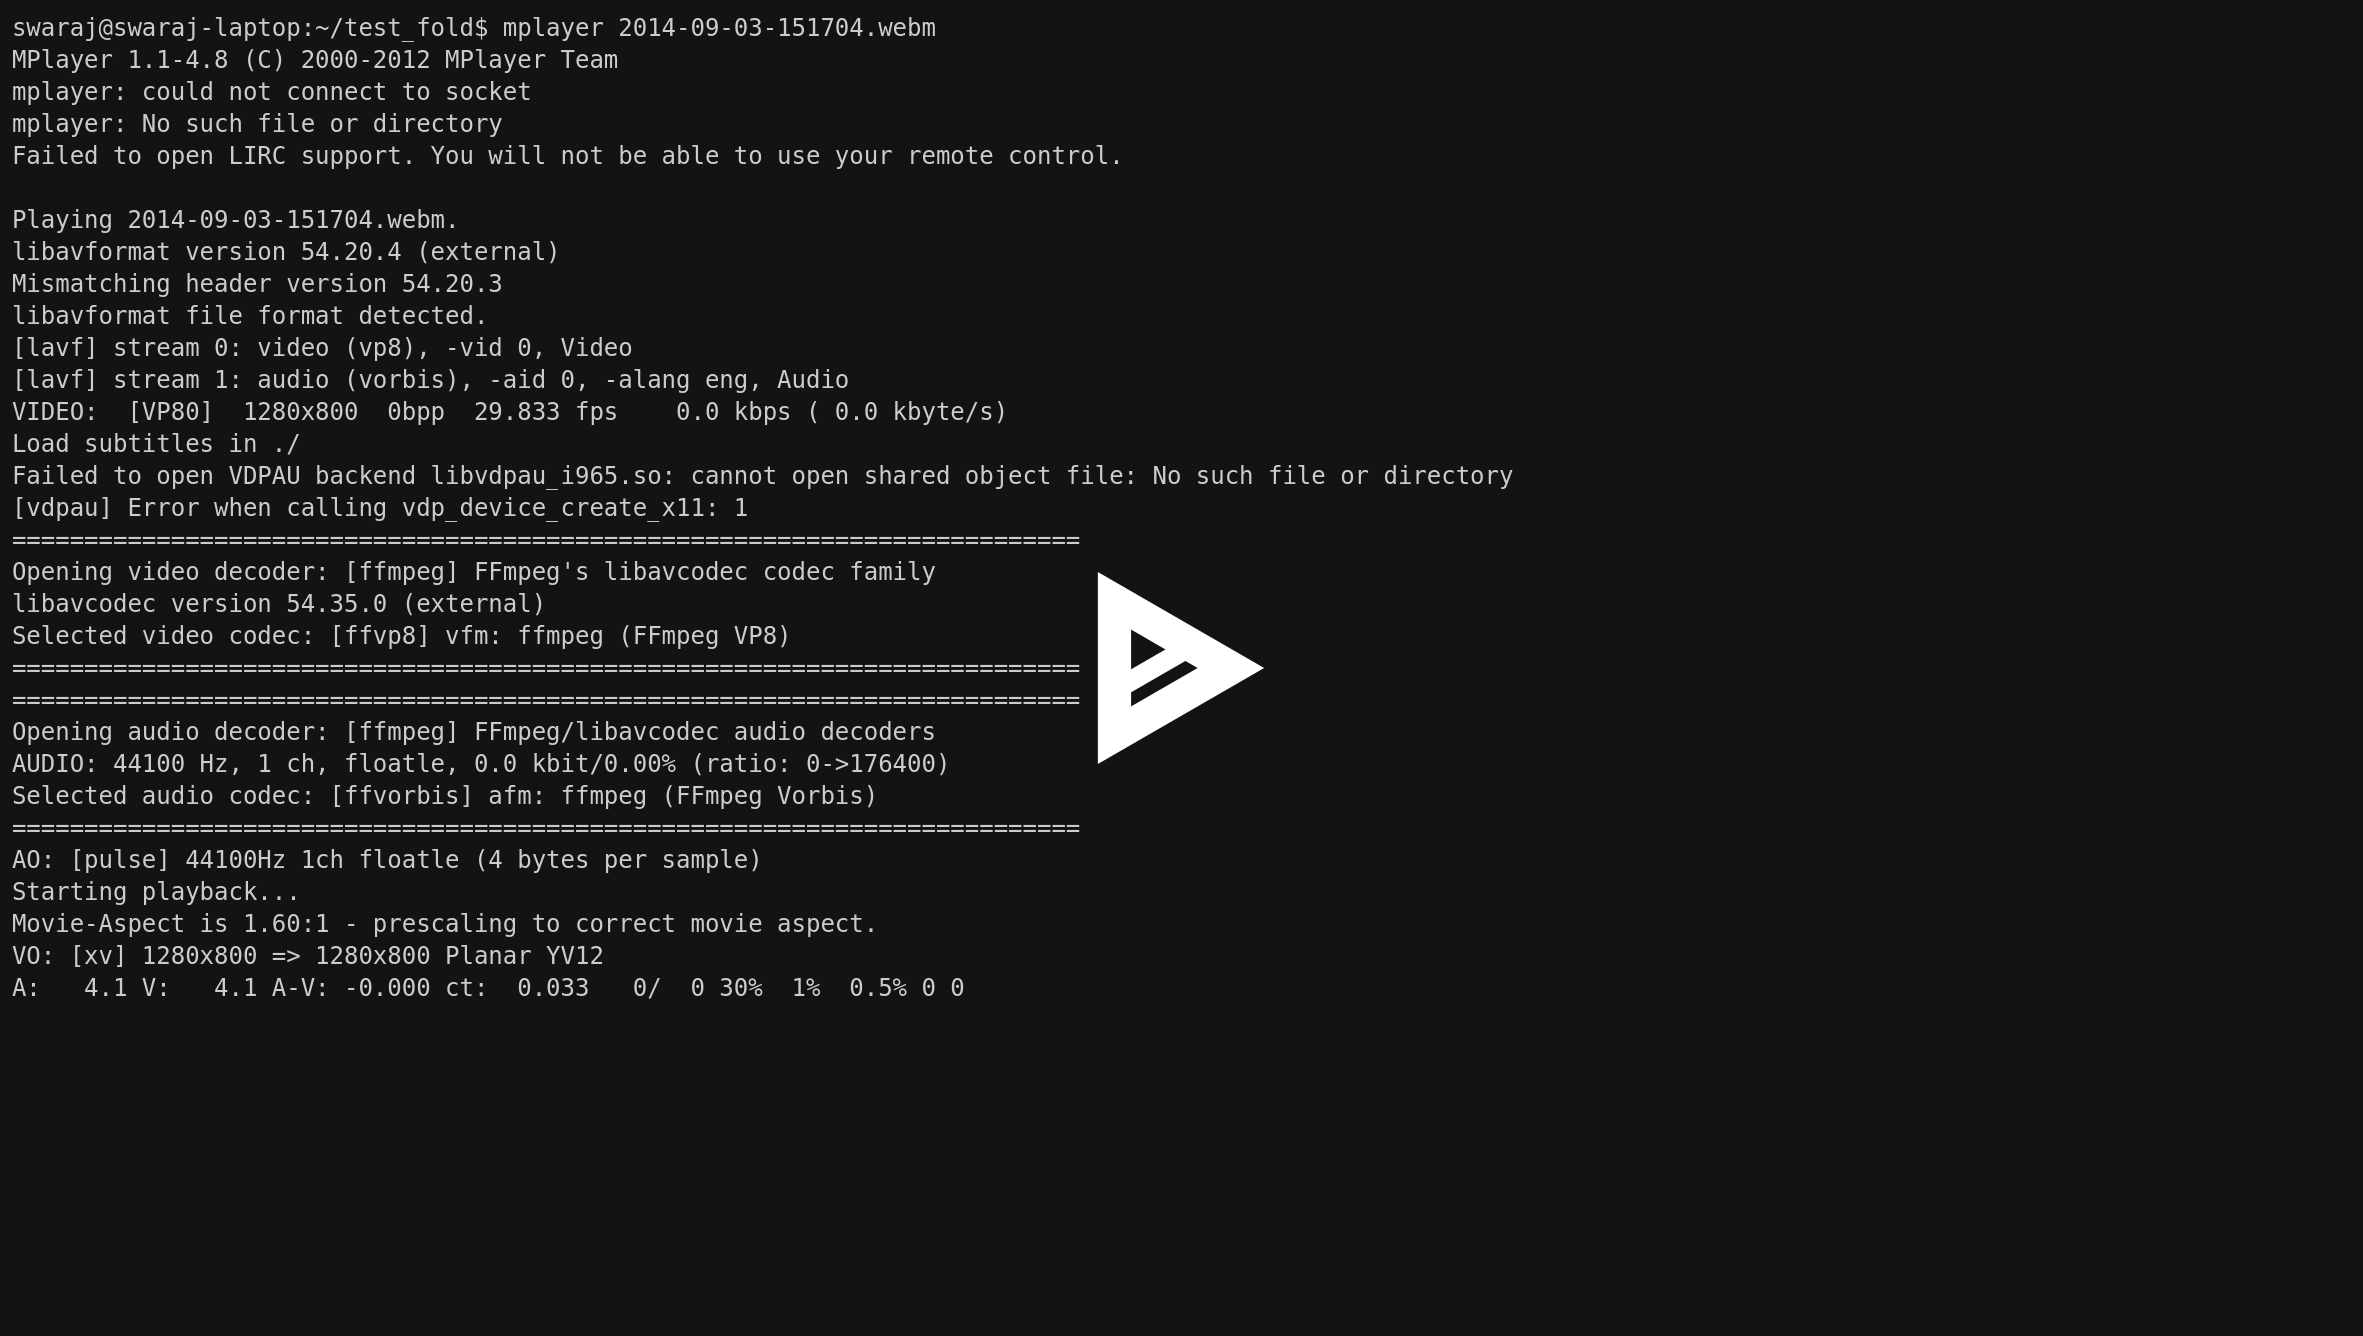 swaraj@swaraj-laptop:~/test_fold$ mplayer 2014-09-03-151704.webm
MPlayer 1.1-4.8 (C) 2000-2012 MPlayer Team
mplayer: could not connect to socket
mplayer: No such file or directory
Failed to open LIRC support. You will not be able to use your remote control.

Playing 2014-09-03-151704.webm.
libavformat version 54.20.4 (external)
Mismatching header version 54.20.3
libavformat file format detected.
[lavf] stream 0: video (vp8), -vid 0, Video
[lavf] stream 1: audio (vorbis), -aid 0, -alang eng, Audio
VIDEO:  [VP80]  1280x800  0bpp  29.833 fps    0.0 kbps ( 0.0 kbyte/s)
Load subtitles in ./
Failed to open VDPAU backend libvdpau_i965.so: cannot open shared object file: No such file or directory
[vdpau] Error when calling vdp_device_create_x11: 1
==========================================================================
Opening video decoder: [ffmpeg] FFmpeg's libavcodec codec family
libavcodec version 54.35.0 (external)
Selected video codec: [ffvp8] vfm: ffmpeg (FFmpeg VP8)
==========================================================================
==========================================================================
Opening audio decoder: [ffmpeg] FFmpeg/libavcodec audio decoders
AUDIO: 44100 Hz, 1 ch, floatle, 0.0 kbit/0.00% (ratio: 0->176400)
Selected audio codec: [ffvorbis] afm: ffmpeg (FFmpeg Vorbis)
==========================================================================
AO: [pulse] 44100Hz 1ch floatle (4 bytes per sample)
Starting playback...
Movie-Aspect is 1.60:1 - prescaling to correct movie aspect.
VO: [xv] 1280x800 => 1280x800 Planar YV12
A:   4.1 V:   4.1 A-V: -0.000 ct:  0.033   0/  0 30%  1%  0.5% 0 0